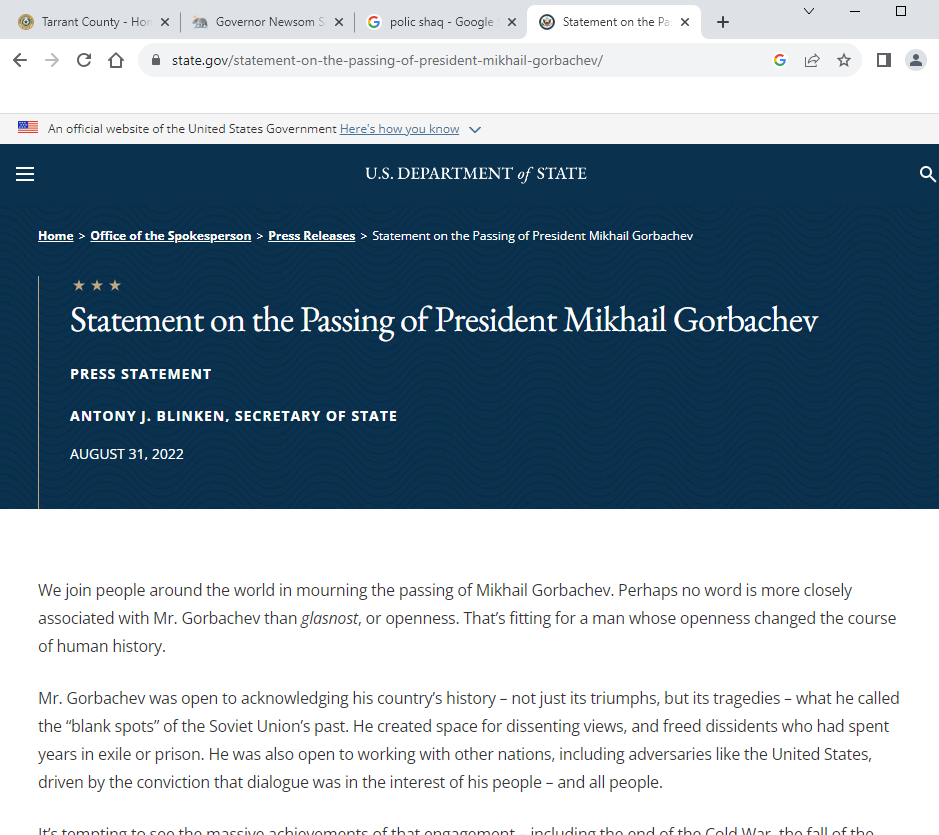 Tarrant County - Hon
Governor Newsom S
polic shaq - Google
Statement on the Pa
state.gov/statement-on-the-passing-of-president-mikhail-gorbachev/
An official website of the United States Government Here's how you know
U.S. DEPARTMENT of STATE
Home > Office of the Spokesperson > Press Releases > Statement on the Passing of President Mikhail Gorbachev
Statement on the Passing of President Mikhail Gorbachev
PRESS STATEMENT
ANTONY J. BLINKEN, SECRETARY OF STATE
AUGUST 31, 2022
We join people around the world in mourning the passing of Mikhail Gorbachev. Perhaps no word is more closely
associated with Mr. Gorbachev than glasnost, or openness. That’s fitting for a man whose openness changed the course
of human history.
Mr. Gorbachev was open to acknowledging his country’s history – not just its triumphs, but its tragedies – what he called
the “blank spots” of the Soviet Union’s past. He created space for dissenting views, and freed dissidents who had spent
years in exile or prison. He was also open to working with other nations, including adversaries like the United States,
driven by the conviction that dialogue was in the interest of his people – and all people.
It’s tempting to see the massive achievements of that engagement – including the end of the Cold War, the fall of the